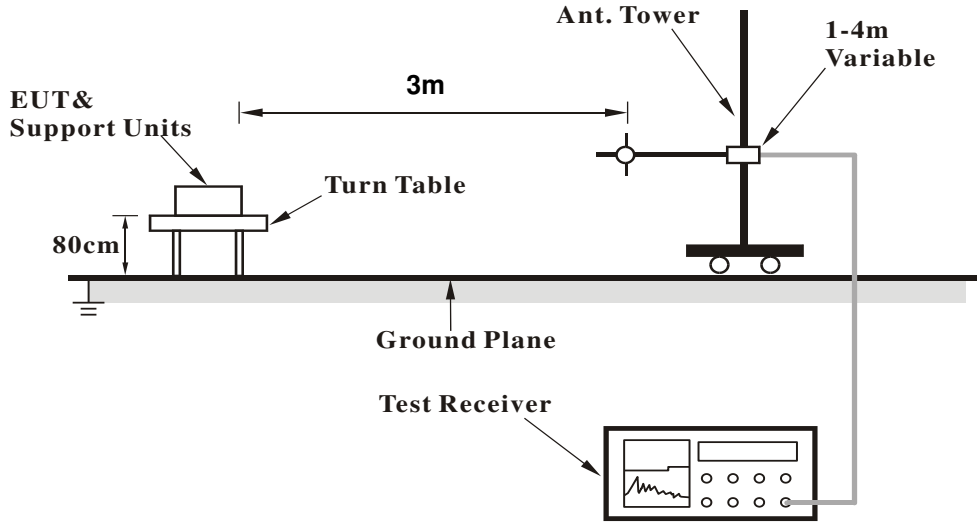 Ant. Tower
1-4m
Variable
3m
EUT&
Support Units
Turn Table
80cm
Ground Plane
Test Receiver